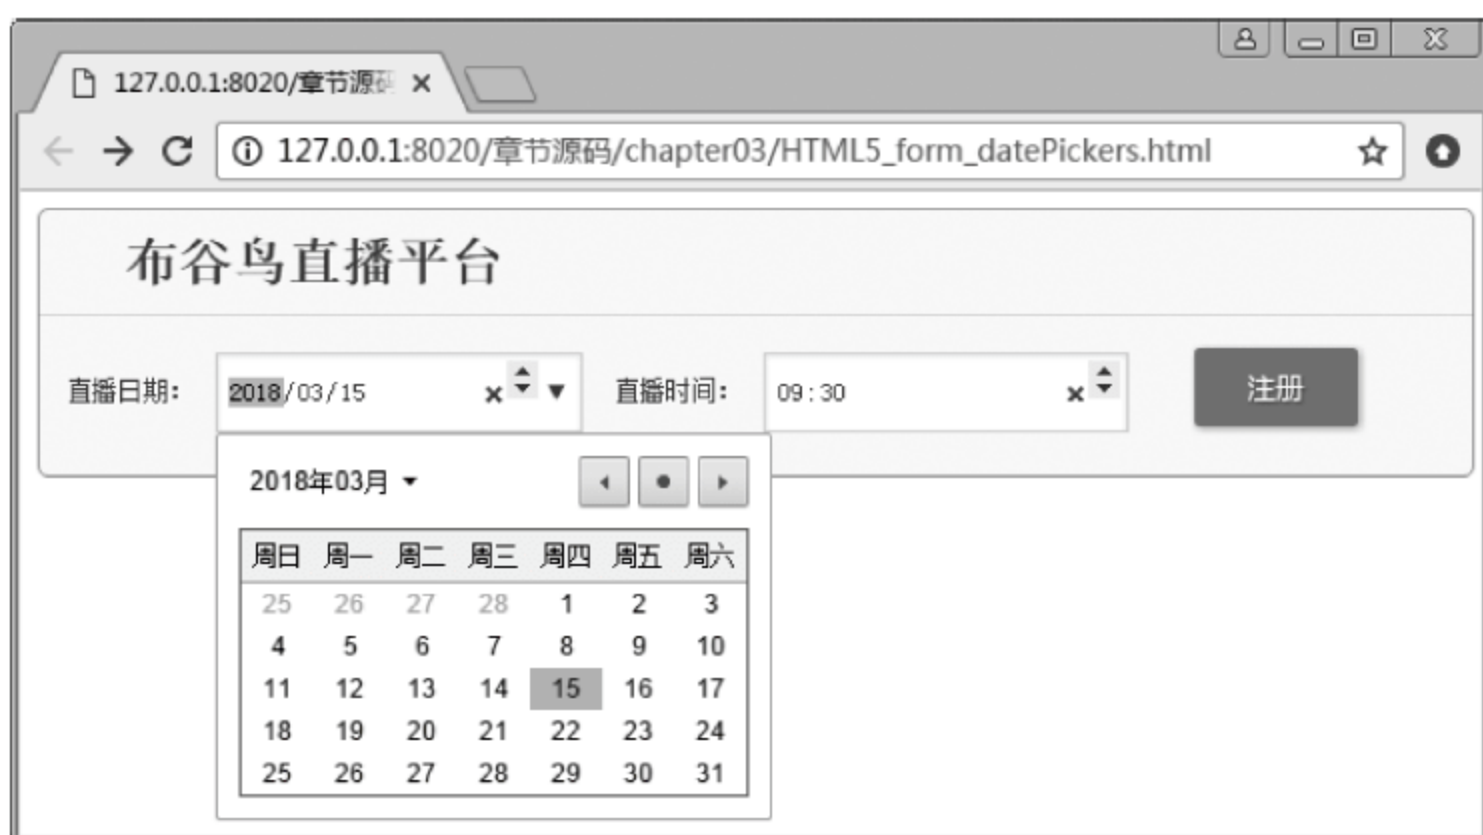 127.0.0.1:8020/章节源码
127.0.0.1:8020/章节源码/chapter03/HTML5_form_datePickers.html
布谷鸟直播平台
直播日期： 2018/03/15 直播时间： 09:30 注册
2018年03月
周日 周一 周二 周三 周四 周五 周六
25 26 27 28 1 2 3
4 5 6 7 8 9 10
11 12 13 14 15 16 17
18 19 20 21 22 23 24
25 26 27 28 29 30 31